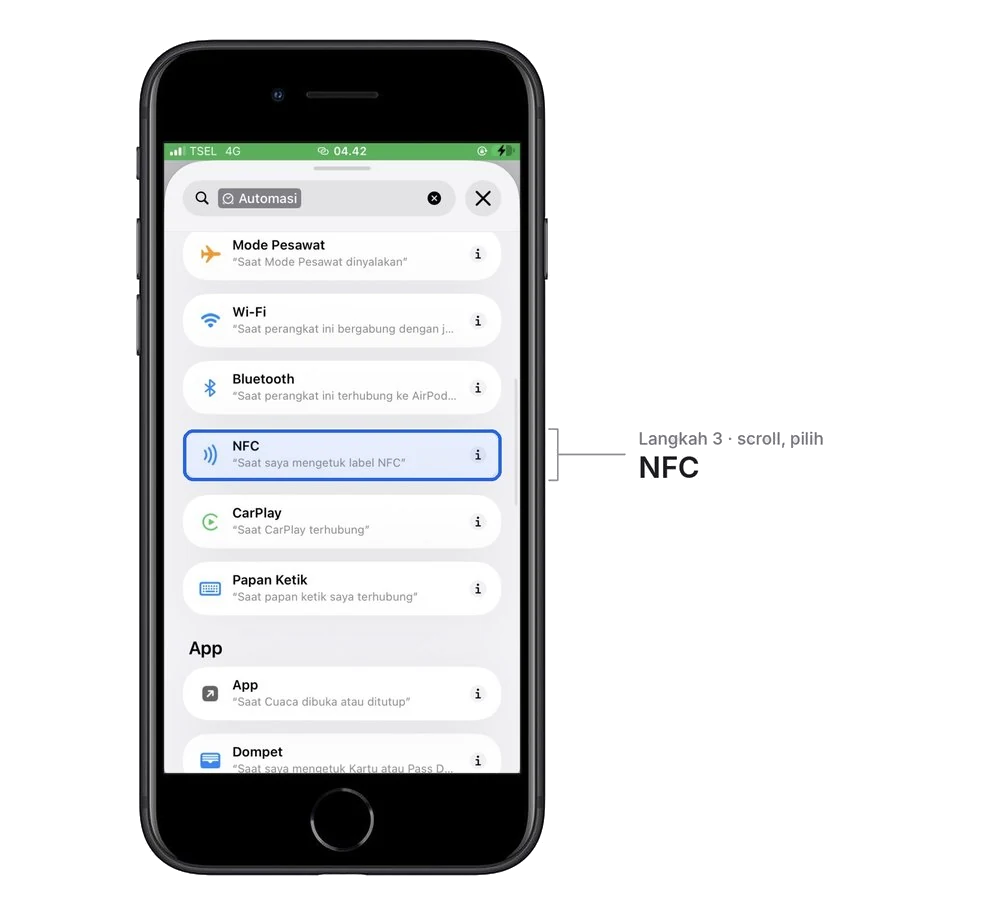 TSEL 4G 04.42
Automasi
Mode Pesawat
“Saat Mode Pesawat dinyalakan”
Wi-Fi
“Saat perangkat ini bergabung dengan j...
Bluetooth
“Saat perangkat ini terhubung ke AirPod...
NFC
“Saat saya mengetuk label NFC”
Langkah 3 · scroll, pilih
NFC
CarPlay
“Saat CarPlay terhubung”
Papan Ketik
“Saat papan ketik saya terhubung”
App
App
“Saat Cuaca dibuka atau ditutup”
Dompet
“Saat saya mengetuk Kartu atau Pass D...